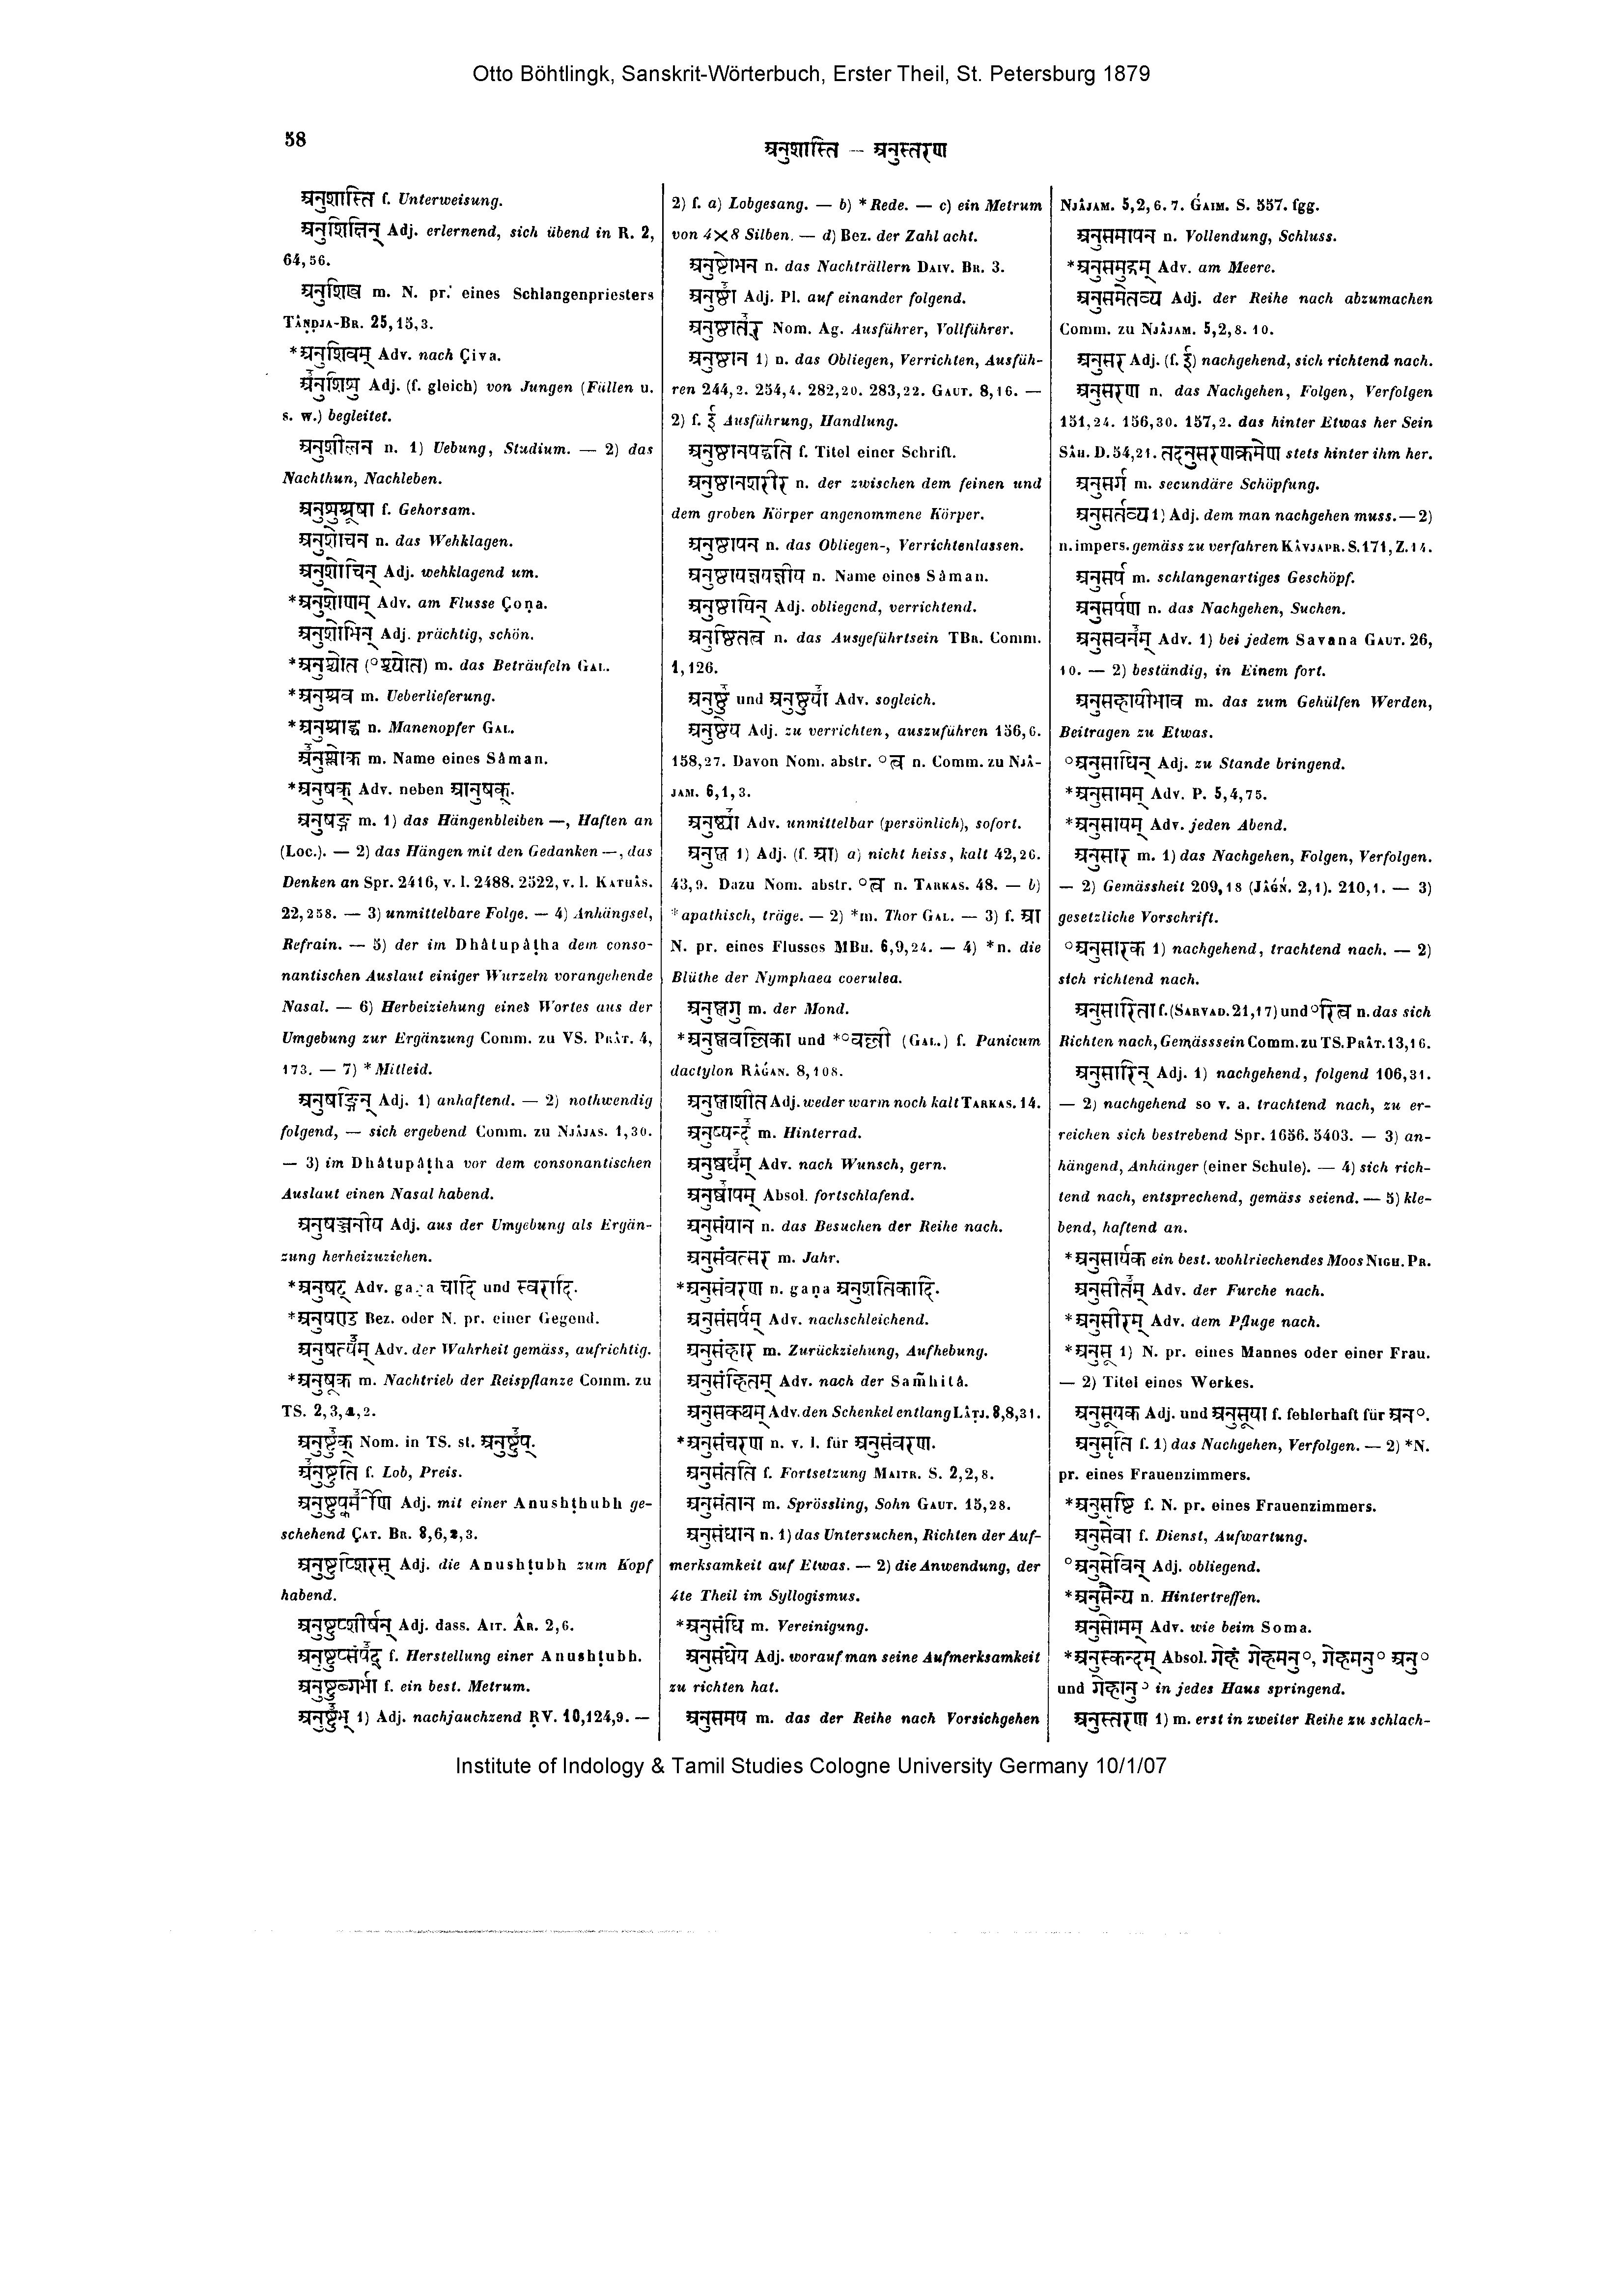 Otto Böhtlingk, Sanskrit-Wörterbuch, Erster Theil, St. Petersburg 1879
58
अनुशास्ति — अनुस्तरण
अनुशास्ति f. Unterweisung.
अनुशिक्षिन् Adj. erlernend, sich übend in R. 2,
64,56.
अनुशिख m. N. pr. eines Schlangenpriesters
Tâṇḍja-Br. 25,15,3.
*अनुशिवम् Adv. nach Çiva.
अनुशिशु Adj. (f. gleich) von Jungen (Füllen u.
s. w.) begleitet.
अनुशीलन n. 1) Uebung, Studium. — 2) das
Nachthun, Nachleben.
अनुशुश्रूषा f. Gehorsam.
अनुशोचन n. das Wehklagen.
अनुशोचिन् Adj. wehklagend um.
*अनुशोणम् Adv. am Flusse Çoṇa.
अनुशोभिन् Adj. prächtig, schön.
*अनुश्चोत (°श्च्योत) m. das Beträufeln Gal.
*अनुश्रव m. Ueberlieferung.
*अनुश्राद्ध n. Manenopfer Gal.
अनुश्लोक m. Name eines Sâman.
*अनुषक् Adv. neben आनुषक्.
अनुषङ्ग m. 1) das Hängenbleiben —, Haften an
(Loc.). — 2) das Hängen mit den Gedanken —, das
Denken an Spr. 2416, v. l. 2488. 2522, v. l. Kathâs.
22,258. — 3) unmittelbare Folge. — 4) Anhängsel,
Refrain. — 5) der im Dhâtupâṭha dem conso-
nantischen Auslaut einiger Wurzeln vorangehende
Nasal. — 6) Herbeiziehung eines Wortes aus der
Umgebung zur Ergänzung Comm. zu VS. Prât. 4,
173. — 7) *Mitleid.
अनुषङ्गिन् Adj. 1) anhaftend. — 2) nothwendig
folgend, — sich ergebend Comm. zu Njâjas. 1,30.
— 3) im Dhâtupâṭha vor dem consonantischen
Auslaut einen Nasal habend.
अनुषञ्जनीय Adj. aus der Umgebung als Ergän-
zung herheizuziehen.
*अनुषट् Adv. gaṇa चादि und स्वरादि.
*अनुषण्ड Bez. oder N. pr. einer Gegend.
अनुषत्यम् Adv. der Wahrheit gemäss, aufrichtig.
*अनुषूक m. Nachtrieb der Reispflanze Comm. zu
TS. 2,3,4,2.
अनुष्टुक् Nom. in TS. st. अनुष्टुप्.
अनुष्टुति f. Lob, Preis.
अनुष्टुप्कर्मीण Adj. mit einer Anushṭhubh ge-
schehend Çat. Br. 8,6,2,3.
अनुष्टुप्शिरस् Adj. die Anushṭubh zum Kopf
habend.
अनुष्टुप्शीर्षन् Adj. dass. Ait. Âr. 2,6.
अनुष्टुप्संपद् f. Herstellung einer Anushṭubh.
अनुष्टुब्गर्भा f. ein best. Metrum.
अनुष्टुभ् 1) Adj. nachjauchzend ṚV. 10,124,9. —
2) f. a) Lobgesang. — b) *Rede. — c) ein Metrum
von 4×8 Silben. — d) Bez. der Zahl acht.
अनुष्टोभन n. das Nachträllern Daiv. Br. 3.
अनुष्ठा Adj. Pl. auf einander folgend.
अनुष्ठातर् Nom. Ag. Ausführer, Vollführer.
अनुष्ठान 1) n. das Obliegen, Verrichten, Ausfüh-
ren 244,2. 254,4. 282,20. 283,22. Gaut. 8,16. —
2) f. ई Ausführung, Handlung.
अनुष्ठानपद्धति f. Titel einer Schrift.
अनुष्ठानशरीर n. der zwischen dem feinen und
dem groben Körper angenommene Körper.
अनुष्ठापन n. das Obliegen-, Verrichtenlassen.
अनुष्ठापज्ञयज्ञीय n. Name eines Sâman.
अनुष्ठायिन् Adj. obliegend, verrichtend.
अनुष्ठितत्व n. das Ausgeführtsein TBr. Comm.
1,126.
अनुष्ठु und अनुष्ठुया Adv. sogleich.
अनुष्ठेय Adj. zu verrichten, auszuführen 156,6.
158,27. Davon Nom. abstr. °त्व n. Comm. zu Njâ-
jam. 6,1,3.
अनुष्ठ्या Adv. unmittelbar (persönlich), sofort.
अनुष्ण 1) Adj. (f. आ) a) nicht heiss, kalt 42,26.
43,9. Dazu Nom. abstr. °त्व n. Tarkas. 48. — b)
*apathisch, träge. — 2) *m. Thor Gal. — 3) f. आ
N. pr. eines Flusses MBh. 6,9,24. — 4) *n. die
Blüthe der Nymphaea coerulea.
अनुष्णगु m. der Mond.
*अनुष्णवल्लिका und *°वल्ली (Gal.) f. Panicum
dactylon Râǵan. 8,108.
अनुष्णाशीत Adj. weder warm noch kalt Tarkas. 14.
अनुष्यन्द m. Hinterrad.
अनुष्वधम् Adv. nach Wunsch, gern.
अनुष्वापम् Absol. fortschlafend.
अनुसंयान n. das Besuchen der Reihe nach.
अनुसंवत्सर m. Jahr.
*अनुसंवरण n. gaṇa अनुशतिकादि.
अनुसंसर्पम् Adv. nachschleichend.
अनुसंहार m. Zurückziehung, Aufhebung.
अनुसंहितम् Adv. nach der Sam̃hitâ.
अनुसक्थम् Adv. den Schenkel entlang Lâṭj. 8,8,31.
*अनुसंचरण n. v. l. für अनुसंवरण.
अनुसंतति f. Fortsetzung Maitr. S. 2,2,8.
अनुसंतान m. Sprössling, Sohn Gaut. 15,28.
अनुसंधान n. 1) das Untersuchen, Richten der Auf-
merksamkeit auf Etwas. — 2) die Anwendung, der
4te Theil im Syllogismus.
*अनुसंधि m. Vereinigung.
अनुसंधेय Adj. worauf man seine Aufmerksamkeit
zu richten hat.
अनुसमय m. das der Reihe nach Vorsichgehen
Njâjam. 5,2,6.7. Ǵaim. S. 557. fgg.
अनुसमापन n. Vollendung, Schluss.
*अनुसमुद्रम् Adv. am Meere.
अनुसमेतव्य Adj. der Reihe nach abzumachen
Comm. zu Njâjam. 5,2,8. 10.
अनुसर Adj. (f. ई) nachgehend, sich richtend nach.
अनुसरण n. das Nachgehen, Folgen, Verfolgen
151,24. 156,30. 157,2. das hinter Etwas her Sein
Sâh. D. 54,21. तदनुसरणक्रमेण stets hinter ihm her.
अनुसर्ग m. secundäre Schöpfung.
अनुसर्तव्य 1) Adj. dem man nachgehen muss. — 2)
n. impers. gemäss zu verfahren Kâvjapr. S. 171, Z. 14.
अनुसर्प m. schlangenartiges Geschöpf.
अनुसर्पण n. das Nachgehen, Suchen.
अनुसवनम् Adv. 1) bei jedem Savana Gaut. 26,
10. — 2) beständig, in Einem fort.
अनुसहायीभाव m. das zum Gehülfen Werden,
Beitragen zu Etwas.
°अनुसाधिन् Adj. zu Stande bringend.
*अनुसामम् Adv. P. 5,4,75.
*अनुसायम् Adv. jeden Abend.
अनुसार m. 1) das Nachgehen, Folgen, Verfolgen.
— 2) Gemässheit 209,18 (Jâǵń. 2,1). 210,1. — 3)
gesetzliche Vorschrift.
°अनुसारक 1) nachgehend, trachtend nach. — 2)
sich richtend nach.
अनुसारिता f. (Sarvad. 21,17) und °रित्व n. das sich
Richten nach, Gemässsein Comm. zu TS. Prât. 13,16.
अनुसारिन् Adj. 1) nachgehend, folgend 106,31.
— 2) nachgehend so v. a. trachtend nach, zu er-
reichen sich bestrebend Spr. 1656. 5403. — 3) an-
hängend, Anhänger (einer Schule). — 4) sich rich-
tend nach, entsprechend, gemäss seiend. — 5) kle-
bend, haftend an.
*अनुसार्यक ein best. wohlriechendes Moos Nigh. Pr.
अनुसीतम् Adv. der Furche nach.
*अनुसीरम् Adv. dem Pfluge nach.
*अनुसू 1) N. pr. eines Mannes oder einer Frau.
— 2) Titel eines Werkes.
अनुसूयक Adj. und अनुसूया f. fehlerhaft für अन°.
अनुसृति f. 1) das Nachgehen, Verfolgen. — 2) *N.
pr. eines Frauenzimmers.
*अनुसृष्टि f. N. pr. eines Frauenzimmers.
अनुसेवा f. Dienst, Aufwartung.
°अनुसेविन् Adj. obliegend.
*अनुसैन्य n. Hintertreffen.
अनुसोमम् Adv. wie beim Soma.
*अनुस्कन्दम् Absol. गेहं गेहमनु°, गेहमनु° अनु°
und गेहानु° in jedes Haus springend.
अनुस्तरण 1) m. erst in zweiter Reihe zu schlach-
Institute of Indology & Tamil Studies Cologne University Germany 10/1/07